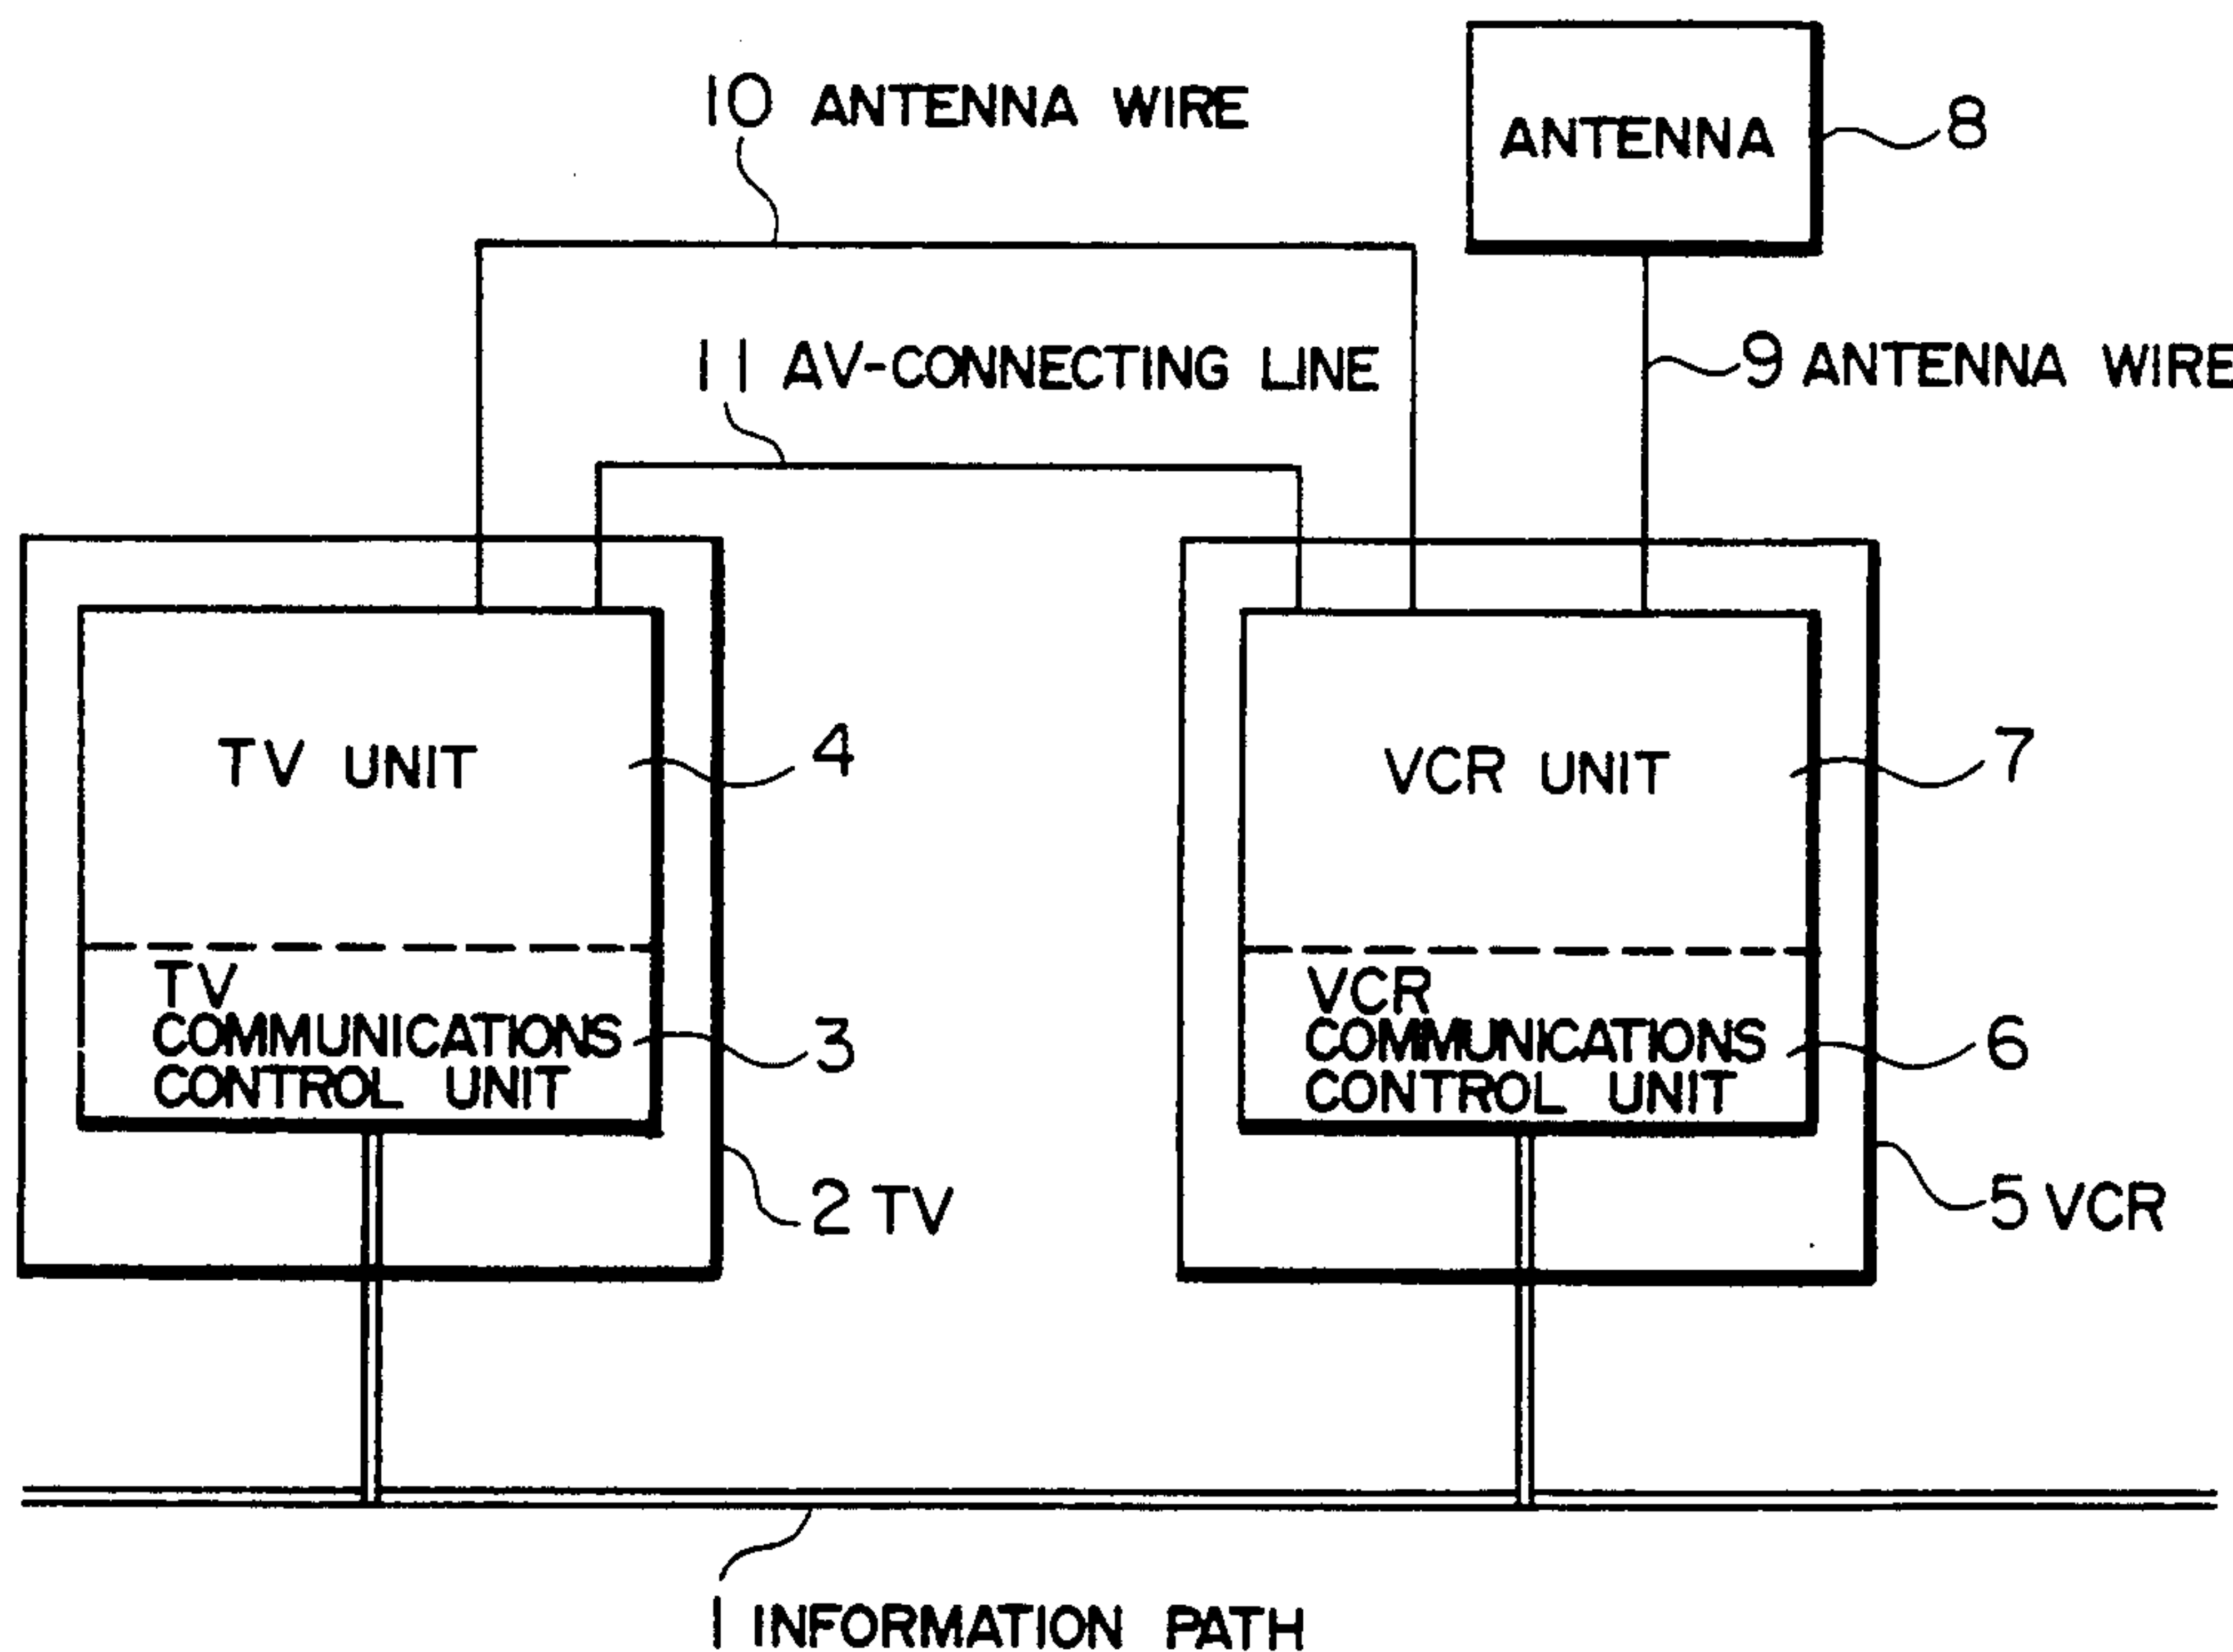 10 ANTENNA WIRE
ANTENNA
8
11 AV-CONNECTING LINE
9 ANTENNA WIRE
TV UNIT
4
VCR UNIT
7
TV
COMMUNICATIONS
CONTROL UNIT
3
VCR
COMMUNICATIONS
CONTROL UNIT
6
2 TV
5 VCR
1 INFORMATION PATH